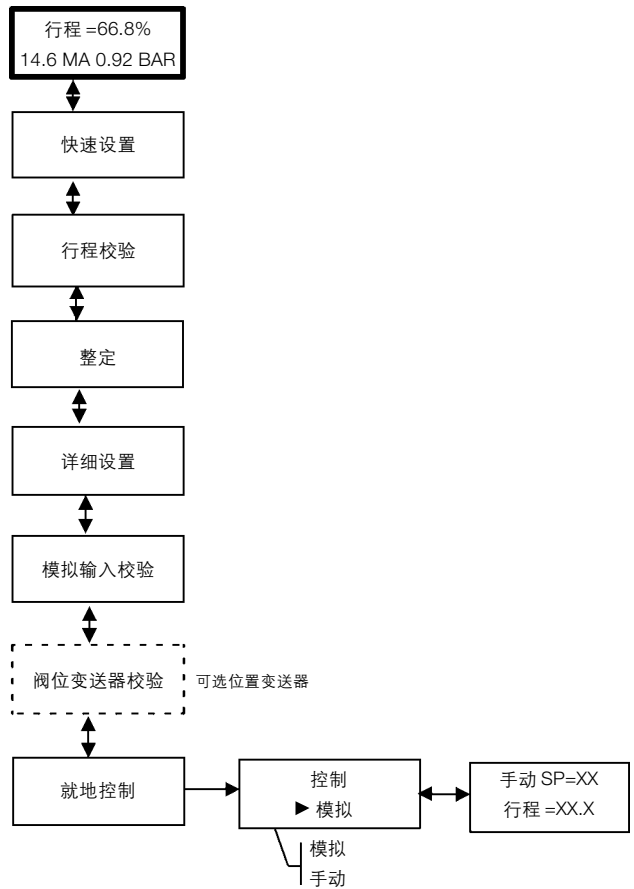 行程 =66.8%
14.6 MA 0.92 BAR
快速设置
行程校验
整定
详细设置
模拟输入校验
阀位变送器校验
可选位置变送器
就地控制
控制
▶ 模拟
模拟
手动
手动 SP=XX
行程 =XX.X